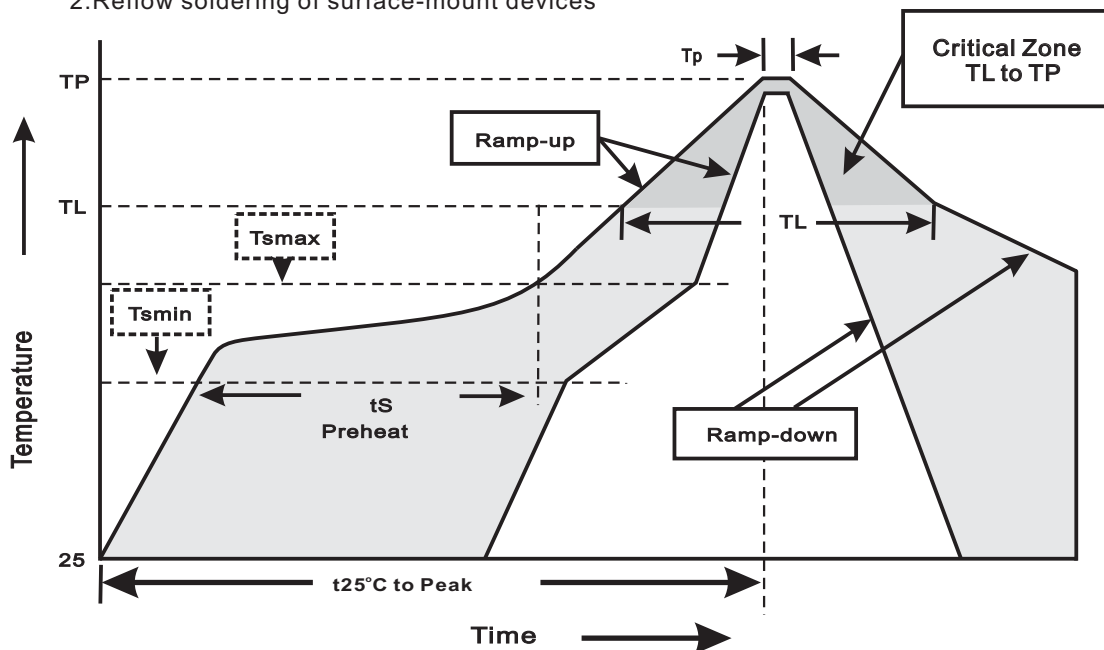 2.Reflow soldering of surface-mount devices
Tp
Critical Zone
TL to TP
TP
Ramp-up
TL
TL
Tsmax
Tsmin
Temperature
tS
Preheat
Ramp-down
25
t25°C to Peak
Time